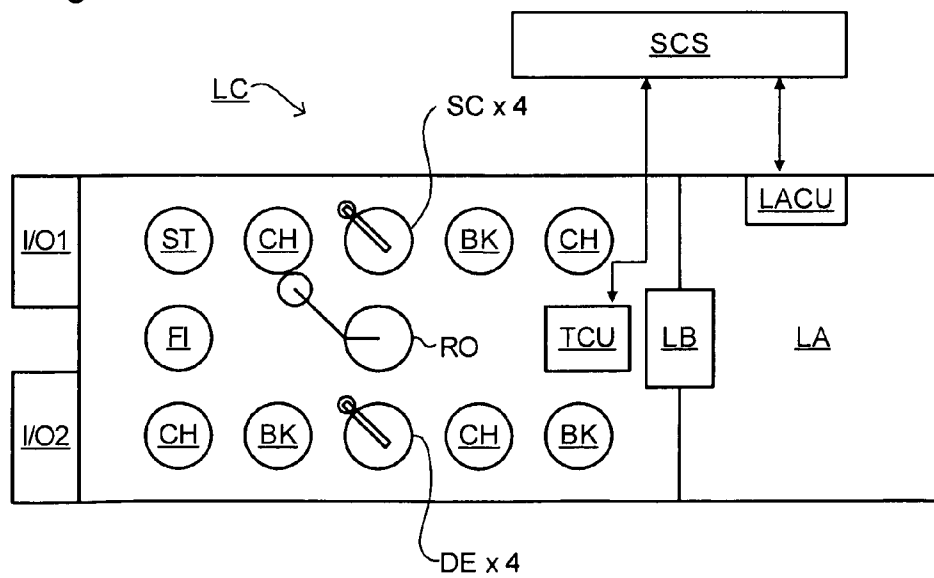 SCS
LC
SC x 4
LACU
I/O1
ST
CH
BK
CH
FI
RO
TCU
LB
LA
I/O2
CH
BK
CH
BK
DE x 4